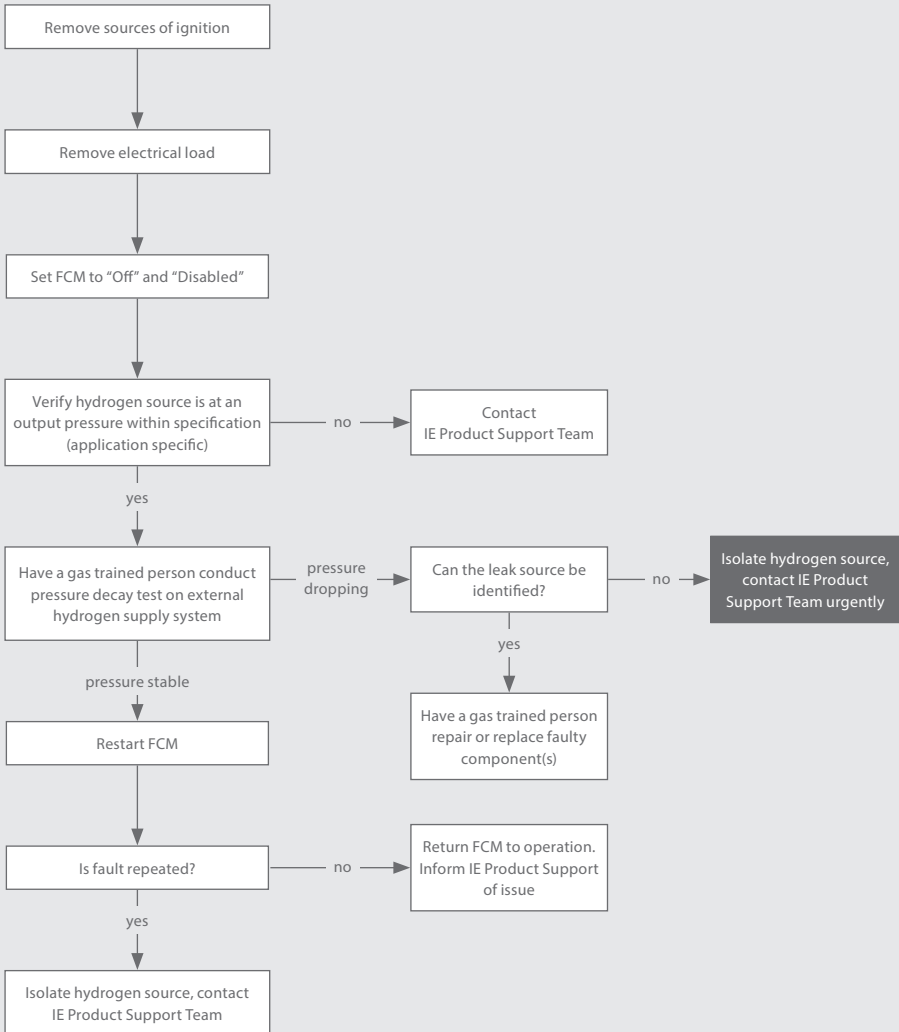 Remove sources of ignition
Remove electrical load
Set FCM to “Off” and “Disabled”
Verify hydrogen source is at an
output pressure within specification
(application specific)
no
Contact
IE Product Support Team
yes
Have a gas trained person conduct
pressure decay test on external
hydrogen supply system
pressure
dropping
Can the leak source be
identified?
no
Isolate hydrogen source,
contact IE Product
Support Team urgently
yes
Have a gas trained person
repair or replace faulty
component(s)
pressure stable
Restart FCM
Is fault repeated?
no
Return FCM to operation.
Inform IE Product Support
of issue
yes
Isolate hydrogen source, contact
IE Product Support Team